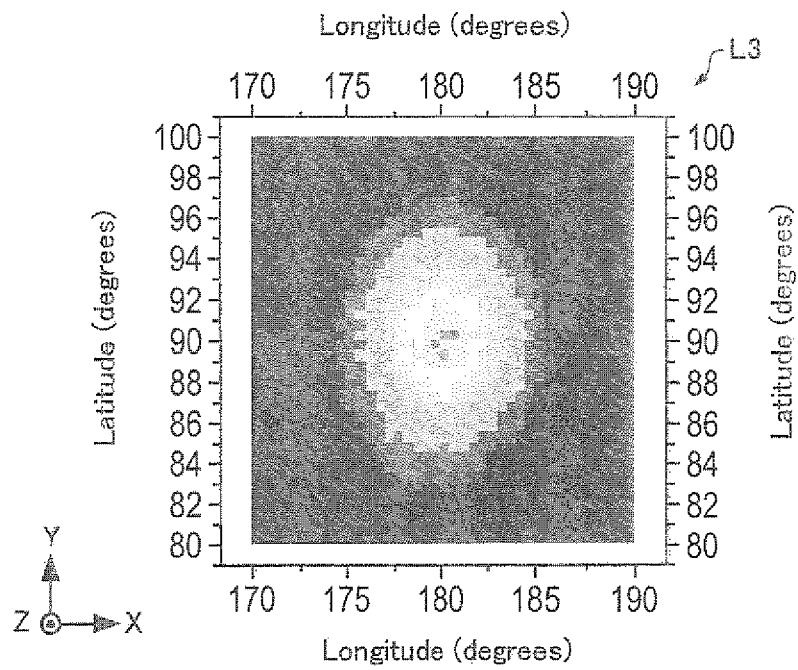 Longitude (degrees)
L3
170 175 180 185 190
100 100
98 98
96 96
94 94
92 92
90 90
88 88
86 86
84 84
82 82
80 80
Latitude (degrees)
Latitude (degrees)
170 175 180 185 190
Longitude (degrees)
Y
Z X